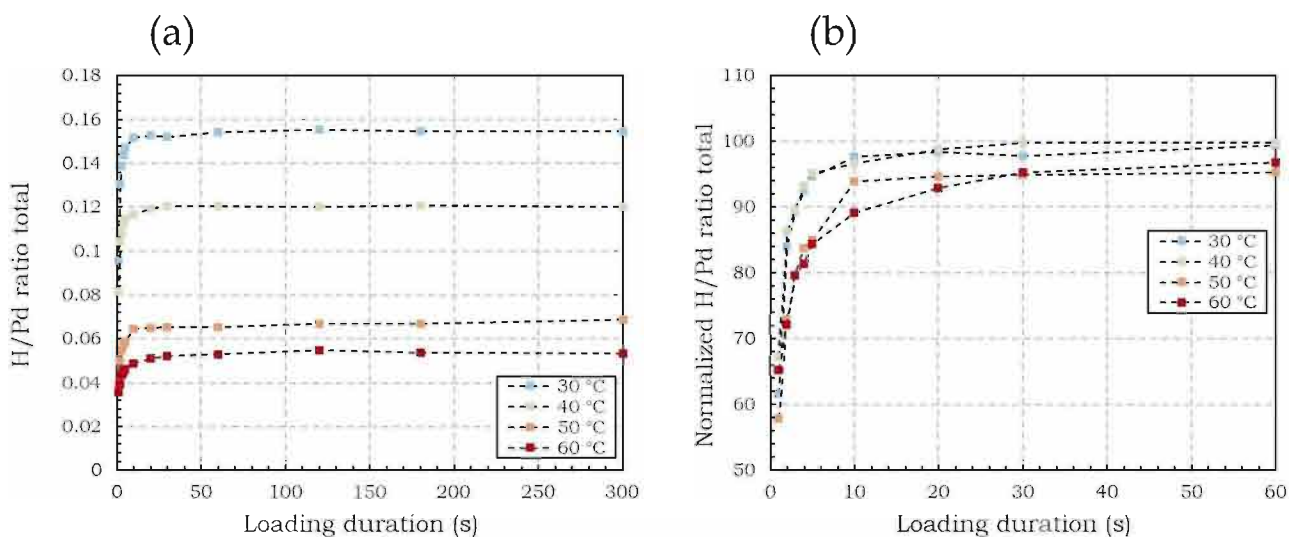 (a)
H/Pd ratio total
0.18
0.16
0.14
0.12
0.1
0.08
0.06
0.04
0.02
0
0 50 100 150 200 250 300
Loading duration (s)
30 °C
40 °C
50 °C
60 °C
(b)
Normalized H/Pd ratio total
110
100
90
80
70
60
50
0 10 20 30 40 50 60
Loading duration (s)
30 °C
40 °C
50 °C
60 °C